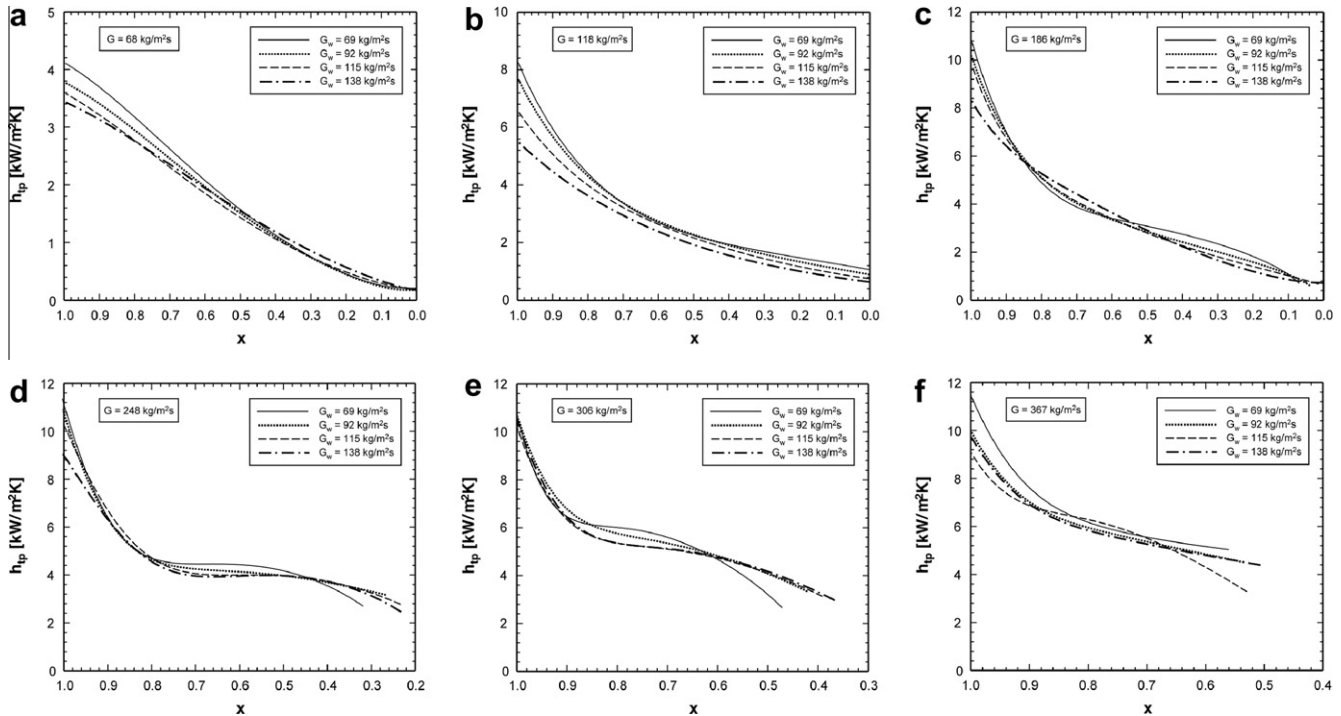 a
G = 68 kg/m²s
G_w = 69 kg/m²s
G_w = 92 kg/m²s
G_w = 115 kg/m²s
G_w = 138 kg/m²s
h_tp [kW/m²K]
5
4
3
2
1
0
1.0 0.9 0.8 0.7 0.6 0.5 0.4 0.3 0.2 0.1 0.0
x
b
G = 118 kg/m²s
G_w = 69 kg/m²s
G_w = 92 kg/m²s
G_w = 115 kg/m²s
G_w = 138 kg/m²s
h_tp [kW/m²K]
10
8
6
4
2
0
1.0 0.9 0.8 0.7 0.6 0.5 0.4 0.3 0.2 0.1 0.0
x
c
G = 186 kg/m²s
G_w = 69 kg/m²s
G_w = 92 kg/m²s
G_w = 115 kg/m²s
G_w = 138 kg/m²s
h_tp [kW/m²K]
12
10
8
6
4
2
0
1.0 0.9 0.8 0.7 0.6 0.5 0.4 0.3 0.2 0.1 0.0
x
d
G = 248 kg/m²s
G_w = 69 kg/m²s
G_w = 92 kg/m²s
G_w = 115 kg/m²s
G_w = 138 kg/m²s
h_tp [kW/m²K]
12
10
8
6
4
2
0
1.0 0.9 0.8 0.7 0.6 0.5 0.4 0.3 0.2
x
e
G = 306 kg/m²s
G_w = 69 kg/m²s
G_w = 92 kg/m²s
G_w = 115 kg/m²s
G_w = 138 kg/m²s
h_tp [kW/m²K]
12
10
8
6
4
2
0
1.0 0.9 0.8 0.7 0.6 0.5 0.4 0.3
x
f
G = 367 kg/m²s
G_w = 69 kg/m²s
G_w = 92 kg/m²s
G_w = 115 kg/m²s
G_w = 138 kg/m²s
h_tp [kW/m²K]
12
10
8
6
4
2
0
1.0 0.9 0.8 0.7 0.6 0.5 0.4
x